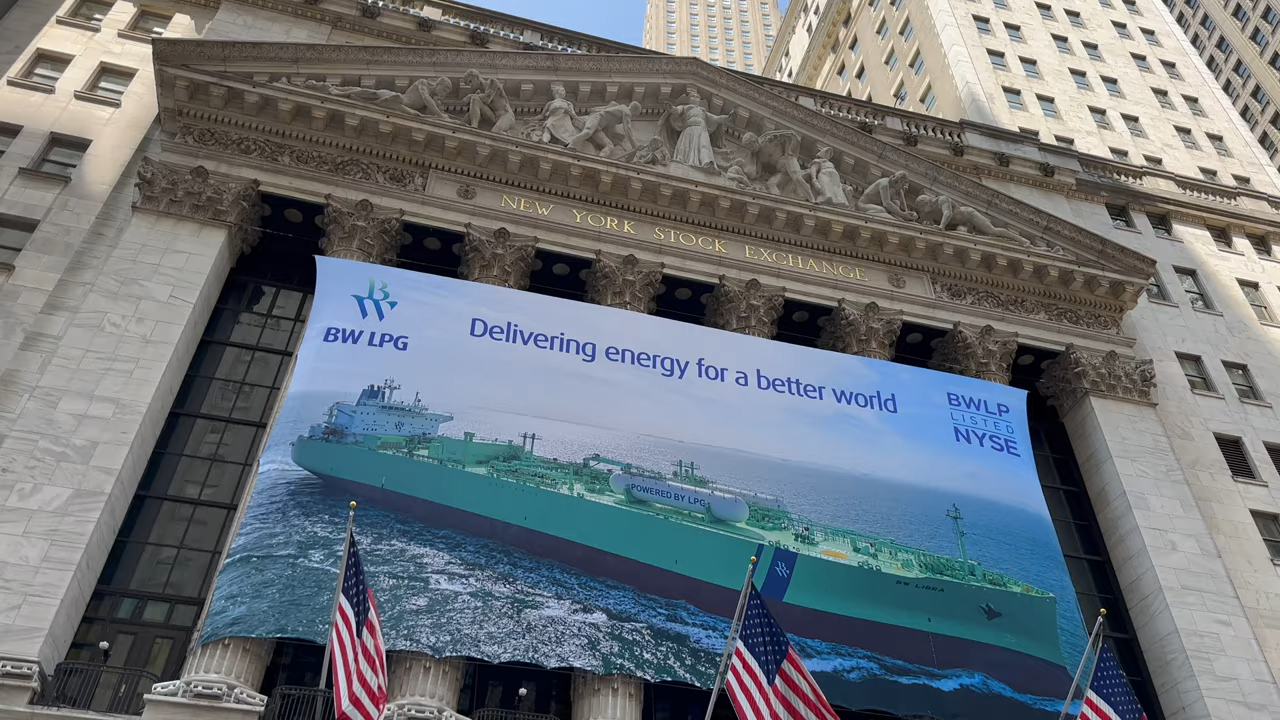 NEW YORK STOCK EXCHANGE
BW LPG
Delivering energy for a better world
BWLP
LISTED
NYSE
POWERED BY LPG
BW LIBRA